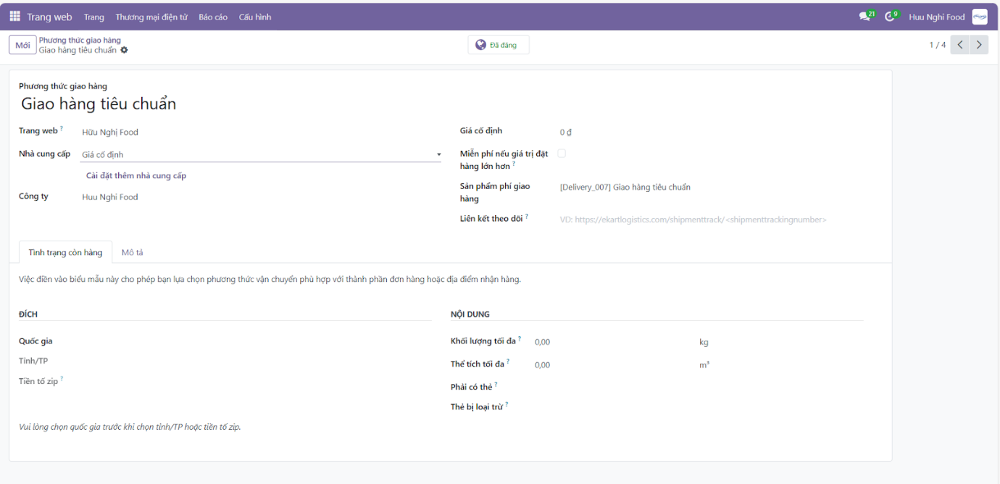 Trang web Trang Thương mại điện tử Báo cáo Cấu hình 21 9 Huu Nghi Food
Mới Phương thức giao hàng
Giao hàng tiêu chuẩn
Đã đăng
1 / 4
Phương thức giao hàng
Giao hàng tiêu chuẩn
Trang web ? Hữu Nghị Food
Nhà cung cấp Giá cố định
Cài đặt thêm nhà cung cấp
Công ty Huu Nghi Food
Giá cố định 0 ₫
Miễn phí nếu giá trị đặt
hàng lớn hơn ?
Sản phẩm phí giao
hàng
[Delivery_007] Giao hàng tiêu chuẩn
Liên kết theo dõi ? VD: https://ekartlogistics.com/shipmenttrack/<shipmenttrackingnumber>
Tình trạng còn hàng Mô tả
Việc điền vào biểu mẫu này cho phép bạn lựa chọn phương thức vận chuyển phù hợp với thành phần đơn hàng hoặc địa điểm nhận hàng.
ĐÍCH
Quốc gia
Tỉnh/TP
Tiền tố zip ?
Vui lòng chọn quốc gia trước khi chọn tỉnh/TP hoặc tiền tố zip.
NỘI DUNG
Khối lượng tối đa ? 0,00 kg
Thể tích tối đa ? 0,00 m³
Phải có thẻ ?
Thẻ bị loại trừ ?